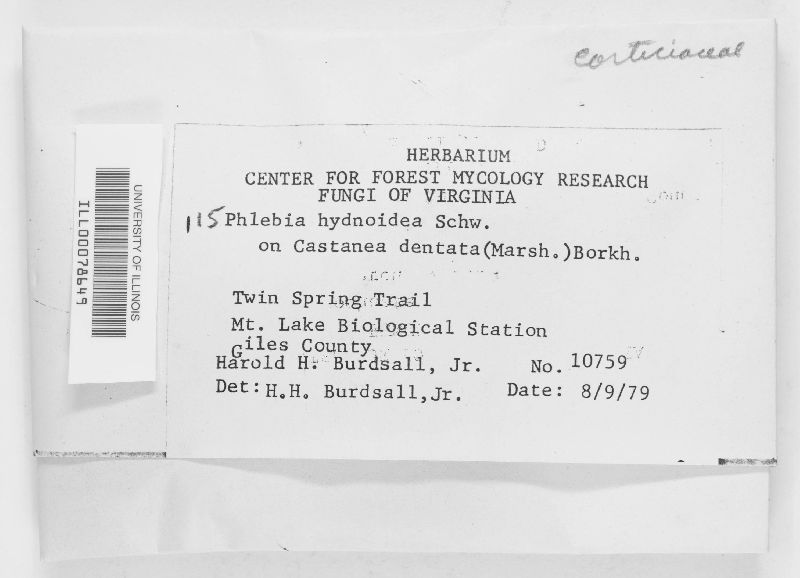 Corticiaceae
HERBARIUM
CENTER FOR FOREST MYCOLOGY RESEARCH
FUNGI OF VIRGINIA
115 Phlebia hydnoidea Schw.
on Castanea dentata(Marsh.)Borkh.
Twin Spring Trail
Mt. Lake Biological Station
Giles County
Harold H. Burdsall, Jr. No. 10759
Det: H.H. Burdsall,Jr. Date: 8/9/79
UNIVERSITY OF ILLINOIS
ILL00078649